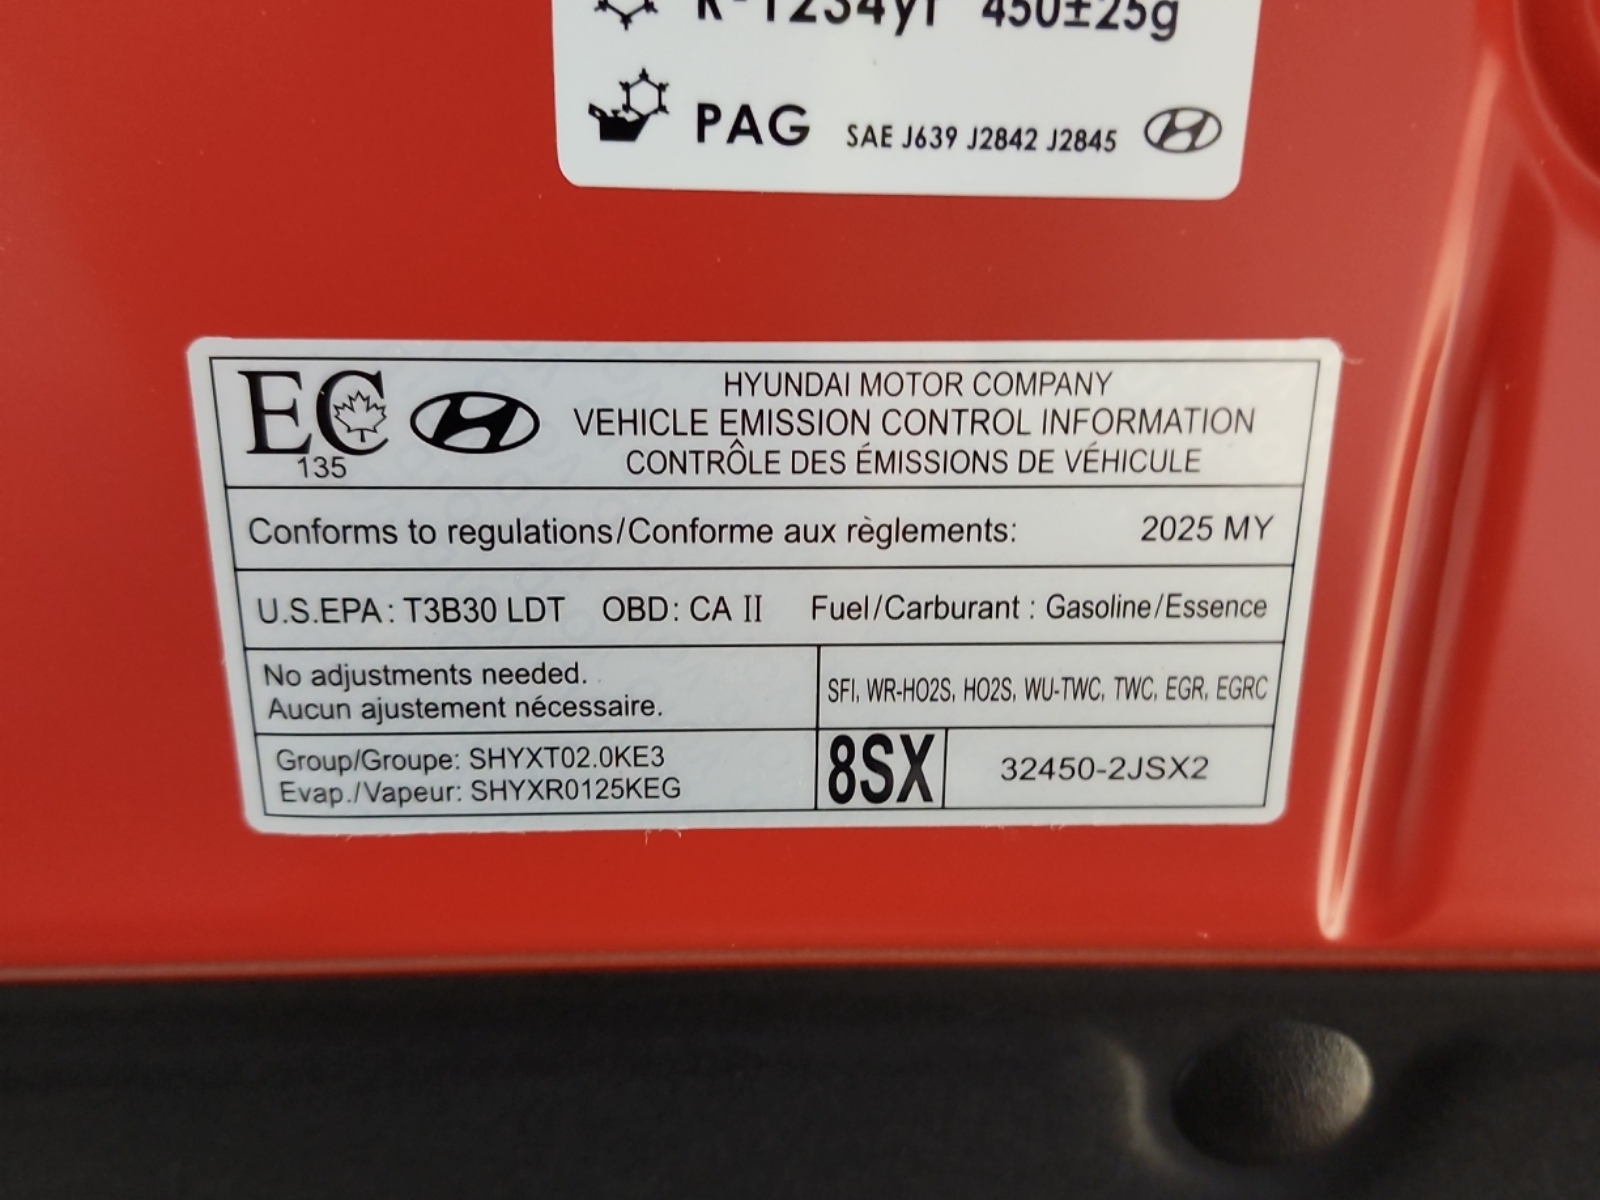 R-1234yf 450±25g
PAG SAE J639 J2842 J2845
EC
135
HYUNDAI MOTOR COMPANY
VEHICLE EMISSION CONTROL INFORMATION
CONTRÔLE DES ÉMISSIONS DE VÉHICULE
Conforms to regulations/Conforme aux règlements: 2025 MY
U.S.EPA: T3B30 LDT OBD: CA II Fuel/Carburant : Gasoline/Essence
No adjustments needed.
Aucun ajustement nécessaire.
SFI, WR-HO2S, HO2S, WU-TWC, TWC, EGR, EGRC
Group/Groupe: SHYXT02.0KE3
Evap./Vapeur: SHYXR0125KEG
8SX
32450-2JSX2